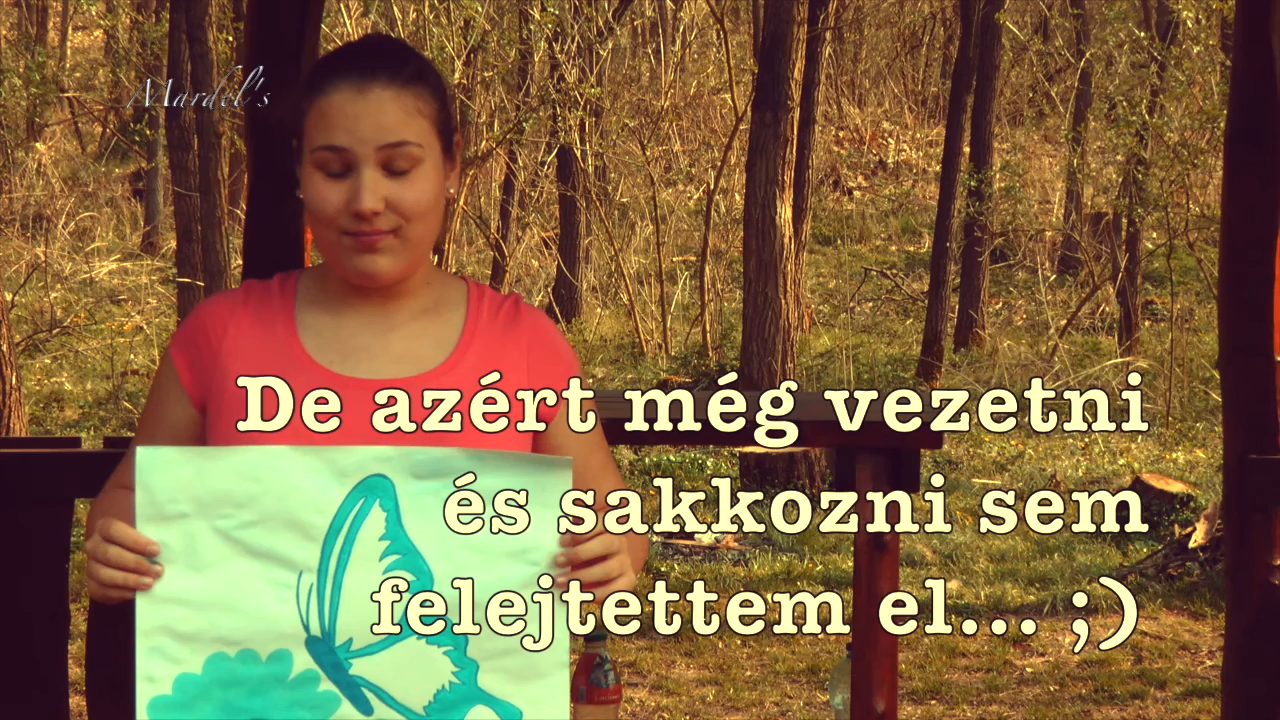 Mardel's
De azért még vezetni
és sakkozni sem
felejtettem el... ;)